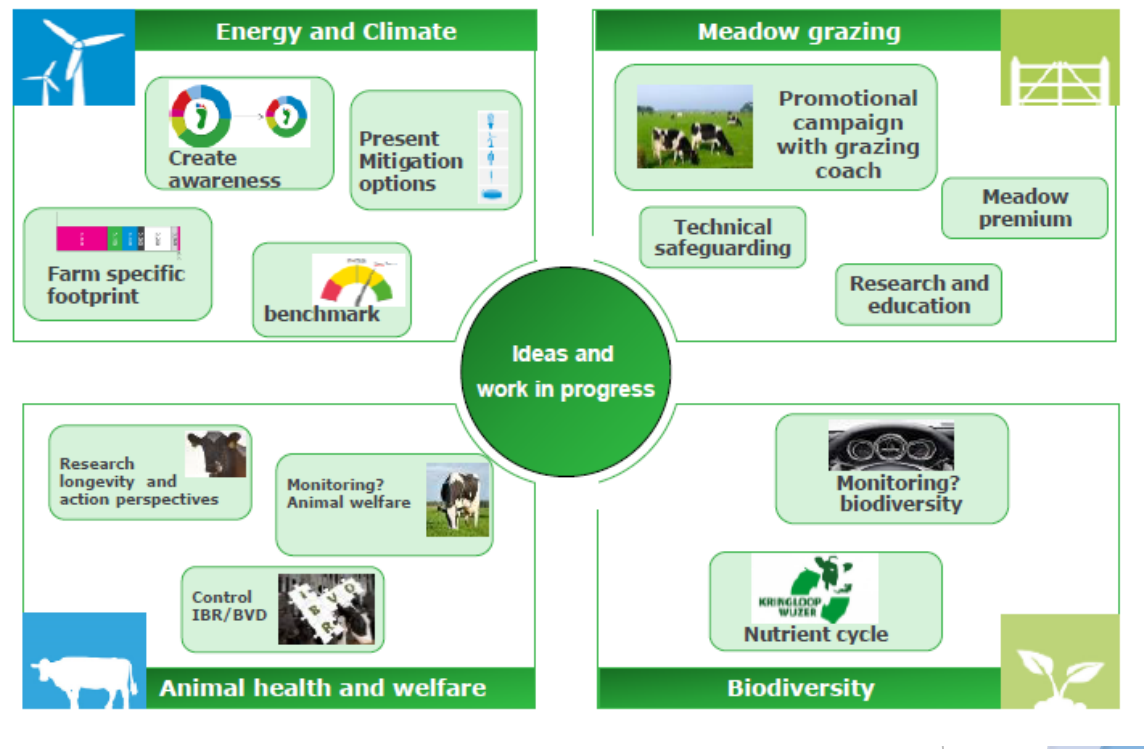 Energy and Climate
Create
awareness
Present
Mitigation
options
Farm specific
footprint
benchmark
Meadow grazing
Promotional
campaign
with grazing
coach
Meadow
premium
Technical
safeguarding
Research and
education
Ideas and
work in progress
Research
longevity and
action perspectives
Monitoring?
Animal welfare
Control
IBR/BVD
I
B V O
R
Animal health and welfare
Monitoring?
biodiversity
KRINGLOOP
WIJZER
Nutrient cycle
Biodiversity